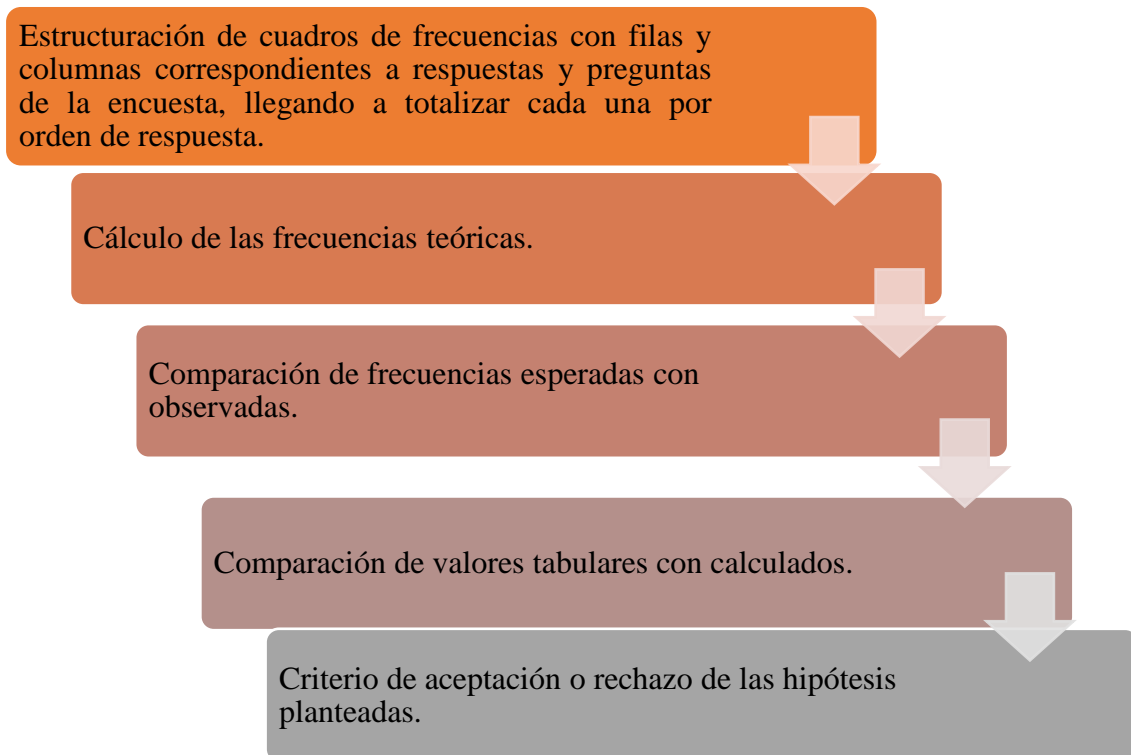 Estructuración de cuadros de frecuencias con filas y
columnas correspondientes a respuestas y preguntas
de la encuesta, llegando a totalizar cada una por
orden de respuesta.
Cálculo de las frecuencias teóricas.
Comparación de frecuencias esperadas con
observadas.
Comparación de valores tabulares con calculados.
Criterio de aceptación o rechazo de las hipótesis
planteadas.